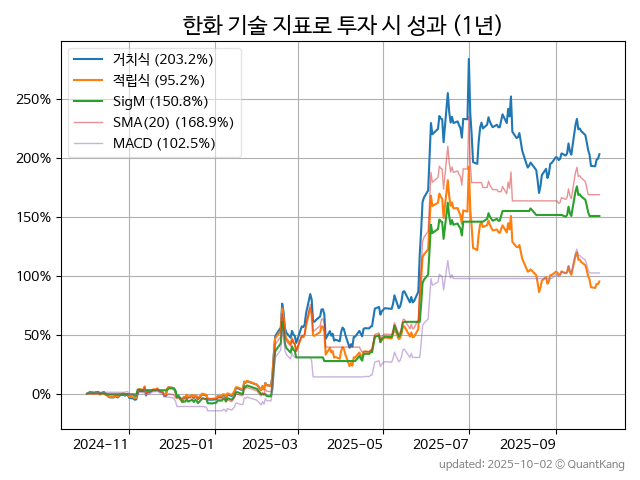 한화 기술 지표로 투자 시 성과 (1년)
거치식 (203.2%)
적립식 (95.2%)
SigM (150.8%)
SMA(20) (168.9%)
MACD (102.5%)
250%
200%
150%
100%
50%
0%
2024-11 2025-01 2025-03 2025-05 2025-07 2025-09
updated: 2025-10-02 © QuantKang